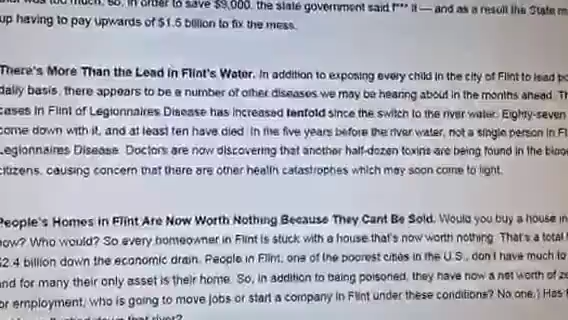 that was too much, so, in order to save $9,000, the state government said f*** it — and as a result the State m
up having to pay upwards of $1.5 billion to fix the mess.
There's More Than the Lead in Flint's Water. In addition to exposing every child in the city of Flint to lead po
daily basis, there appears to be a number of other diseases we may be hearing about in the months ahead. Th
cases in Flint of Legionnaires Disease has increased tenfold since the switch to the river water. Eighty-seven
come down with it, and at least ten have died. In the five years before the river water, not a single person in Fl
Legionnaires Disease. Doctors are now discovering that another half-dozen toxins are being found in the blood
citizens, causing concern that there are other health catastrophes which may soon come to light.
People's Homes in Flint Are Now Worth Nothing Because They Cant Be Sold. Would you buy a house in
now? Who would? So every homeowner in Flint is stuck with a house that's now worth nothing. That's a total
$2.4 billion down the economic drain. People in Flint, one of the poorest cities in the U.S., don't have much to
and for many their only asset is their home. So, in addition to being poisoned, they have now a net worth of ze
or employment, who is going to move jobs or start a company in Flint under these conditions? No one.) Has
down that river?